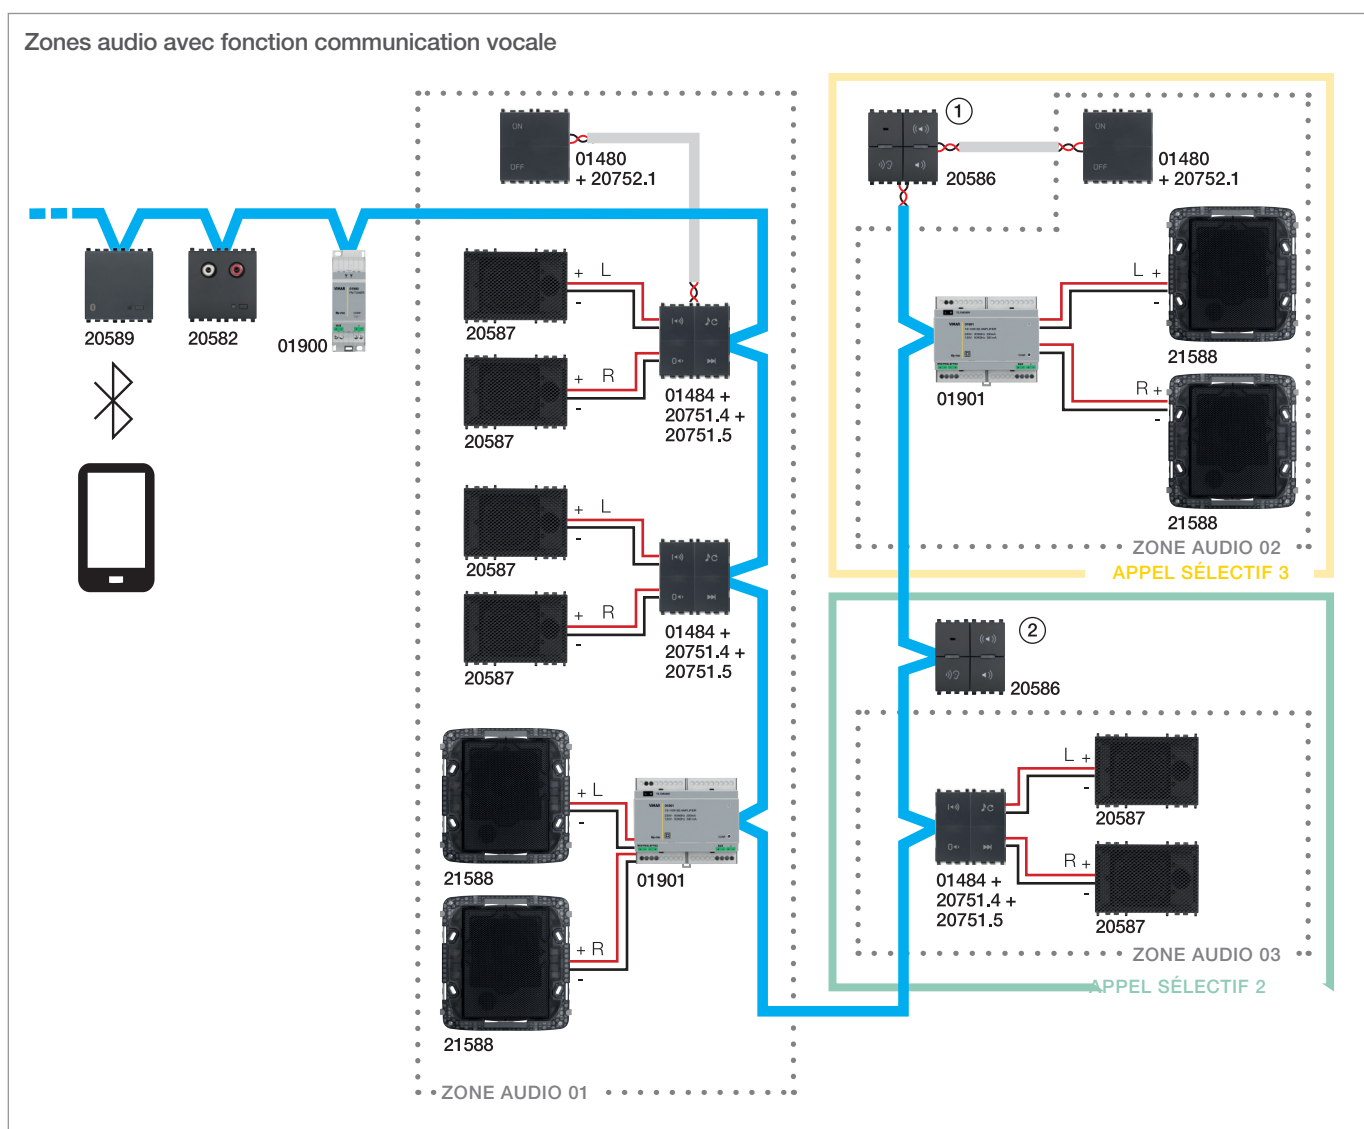 Zones audio avec fonction communication vocale
ON
OFF
01480
+ 20752.1
20589
20582
01900
+ L
-
20587
+ R
-
20587
01484 +
20751.4 +
20751.5
+ L
-
20587
+ R
-
20587
01484 +
20751.4 +
20751.5
+ L
-
21588
+ R
-
21588
VIMAR
01901
ZONE AUDIO 01
1
20586
ON
OFF
01480
+ 20752.1
L +
-
21588
R +
-
21588
VIMAR
01901
ZONE AUDIO 02
APPEL SÉLECTIF 3
2
20586
L +
-
20587
R +
-
20587
01484 +
20751.4 +
20751.5
ZONE AUDIO 03
APPEL SÉLECTIF 2